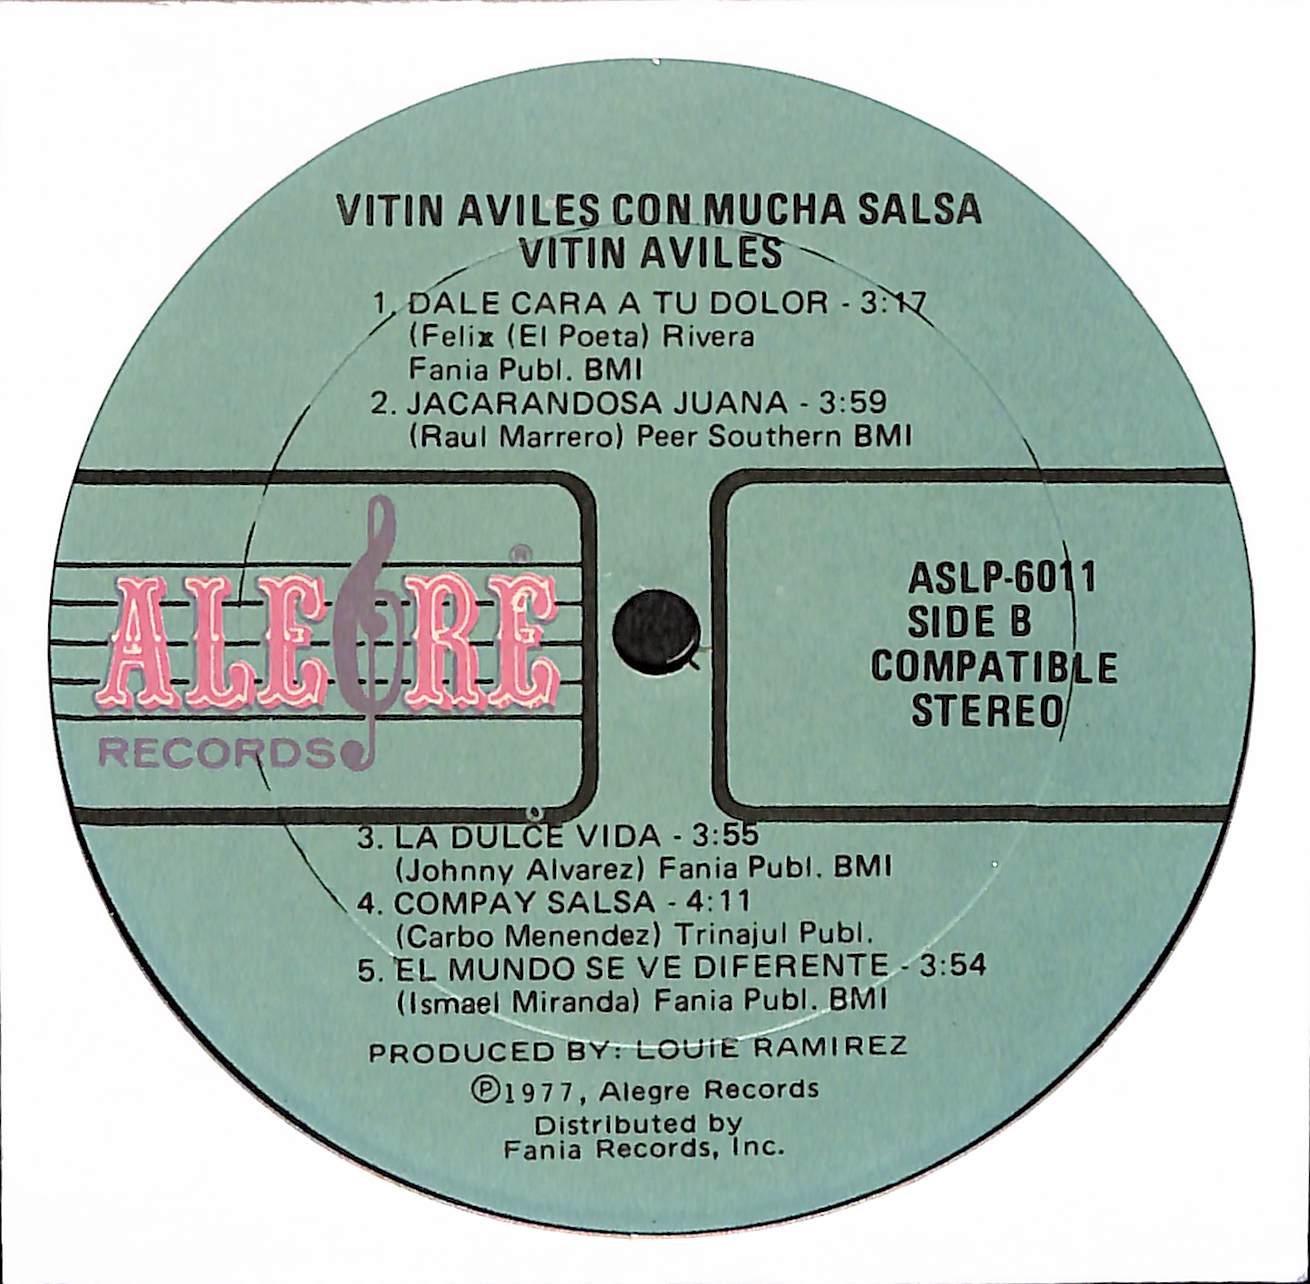 VITIN AVILES CON MUCHA SALSA
VITIN AVILES
1. DALE CARA A TU DOLOR - 3:17
(Felix (El Poeta) Rivera
Fania Publ. BMI
2. JACARANDOSA JUANA - 3:59
(Raul Marrero) Peer Southern BMI
ALEGRE ®
RECORDS
ASLP-6011
SIDE B
COMPATIBLE
STEREO
3. LA DULCE VIDA - 3:55
(Johnny Alvarez) Fania Publ. BMI
4. COMPAY SALSA - 4:11
(Carbo Menendez) Trinajul Publ.
5. EL MUNDO SE VE DIFERENTE - 3:54
(Ismael Miranda) Fania Publ. BMI
PRODUCED BY: LOUIE RAMIREZ
℗1977, Alegre Records
Distributed by
Fania Records, Inc.